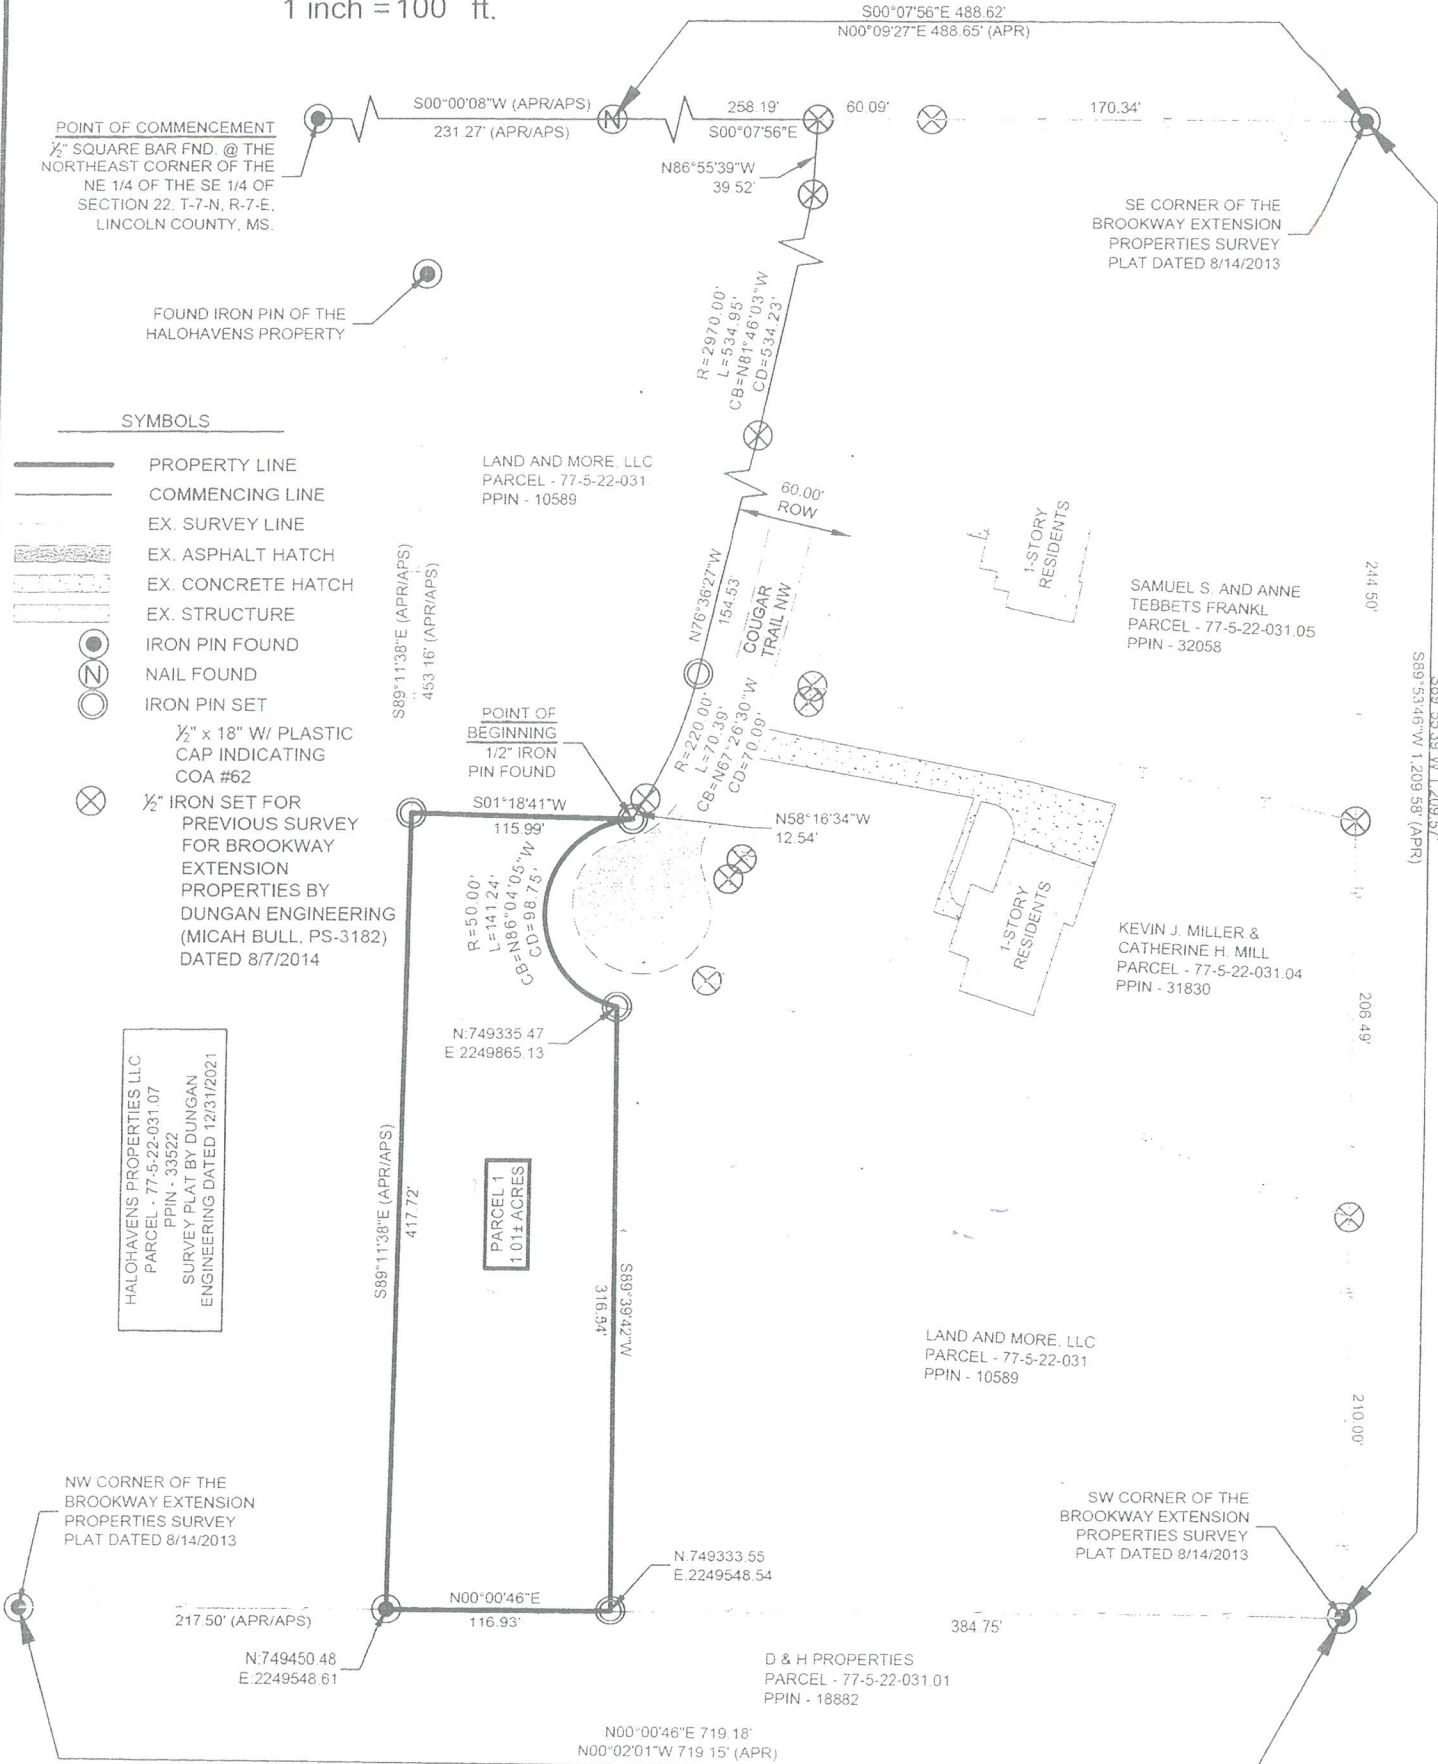 1 inch = 100 ft.
S00°07'56"E 488.62'
N00°09'27"E 488.65' (APR)
S00°00'08"W (APR/APS)
231.27' (APR/APS)
258.19'
S00°07'56"E
60.09'
170.34'
POINT OF COMMENCEMENT
½" SQUARE BAR FND. @ THE
NORTHEAST CORNER OF THE
NE 1/4 OF THE SE 1/4 OF
SECTION 22, T-7-N, R-7-E,
LINCOLN COUNTY, MS.
N86°55'39"W
39.52'
SE CORNER OF THE
BROOKWAY EXTENSION
PROPERTIES SURVEY
PLAT DATED 8/14/2013
FOUND IRON PIN OF THE
HALOHAVENS PROPERTY
R=2970.00'
L=534.95'
CB=N81°46'03"W
CD=534.23'
SYMBOLS
PROPERTY LINE
COMMENCING LINE
EX. SURVEY LINE
EX. ASPHALT HATCH
EX. CONCRETE HATCH
EX. STRUCTURE
IRON PIN FOUND
N NAIL FOUND
IRON PIN SET
½" x 18" W/ PLASTIC
CAP INDICATING
COA #62
½" IRON SET FOR
PREVIOUS SURVEY
FOR BROOKWAY
EXTENSION
PROPERTIES BY
DUNGAN ENGINEERING
(MICAH BULL, PS-3182)
DATED 8/7/2014
LAND AND MORE, LLC
PARCEL - 77-5-22-031
PPIN - 10589
60.00'
ROW
1-STORY
RESIDENTS
S89°11'38"E (APR/APS)
453.16' (APR/APS)
N76°36'27"W
154.53'
COUGAR
TRAIL NW
SAMUEL S. AND ANNE
TEBBETS FRANKL
PARCEL - 77-5-22-031.05
PPIN - 32058
244.50'
S89°53'46"W 1,209.58' (APR)
POINT OF
BEGINNING
1/2" IRON
PIN FOUND
R=220.00'
L=70.39'
CB=N67°26'30"W
CD=70.09'
S01°18'41"W
115.99'
N58°16'34"W
12.54'
R=50.00'
L=141.24'
CB=N86°04'05"W
CD=98.75'
1-STORY
RESIDENTS
KEVIN J. MILLER &
CATHERINE H. MILL
PARCEL - 77-5-22-031.04
PPIN - 31830
206.49'
N:749335.47
E:2249865.13
HALOHAVENS PROPERTIES LLC
PARCEL - 77-5-22-031.07
PPIN - 33522
SURVEY PLAT BY DUNGAN
ENGINEERING DATED 12/31/2021
S89°11'38"E (APR/APS)
417.72'
PARCEL 1
1.01± ACRES
S89°39'42"W
316.54'
LAND AND MORE, LLC
PARCEL - 77-5-22-031
PPIN - 10589
210.00'
NW CORNER OF THE
BROOKWAY EXTENSION
PROPERTIES SURVEY
PLAT DATED 8/14/2013
SW CORNER OF THE
BROOKWAY EXTENSION
PROPERTIES SURVEY
PLAT DATED 8/14/2013
N:749333.55
E:2249548.54
N00°00'46"E
116.93'
217.50' (APR/APS)
384.75'
N:749450.48
E:2249548.61
D & H PROPERTIES
PARCEL - 77-5-22-031.01
PPIN - 18882
N00°00'46"E 719.18'
N00°02'01"W 719.15' (APR)